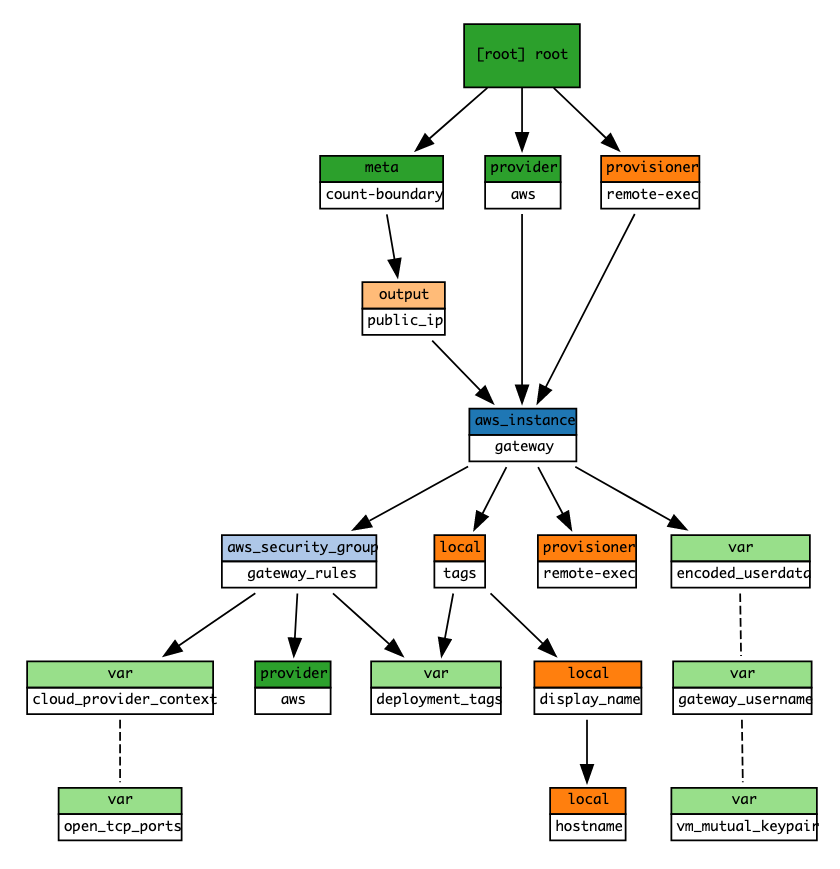 [root] root
meta
count-boundary
provider
aws
provisioner
remote-exec
output
public_ip
aws_instance
gateway
aws_security_group
gateway_rules
local
tags
provisioner
remote-exec
var
encoded_userdata
var
cloud_provider_context
provider
aws
var
deployment_tags
local
display_name
var
gateway_username
var
open_tcp_ports
local
hostname
var
vm_mutual_keypair